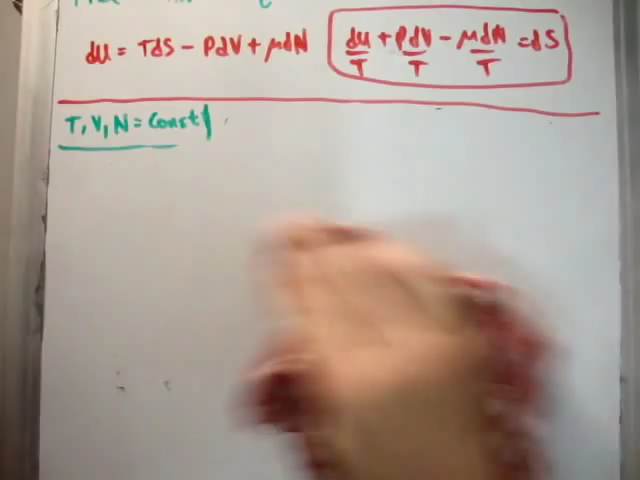 dU = TdS - PdV + μdN
dU/T + PdV/T - μdN/T = dS
T, V, N = Const